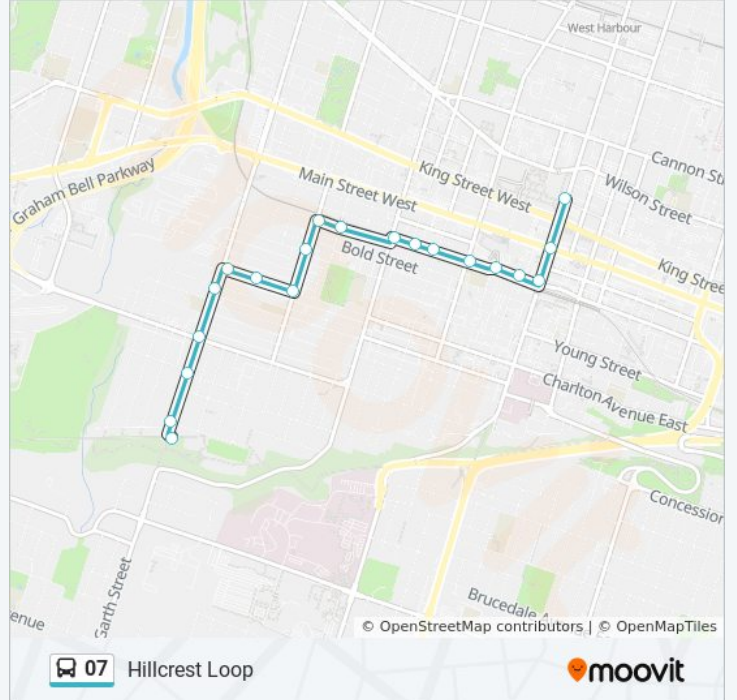 West Harbour
Cannon St
Graham Bell Parkway
Main Street West
King Street West
Wilson Street
Bold Street
King Stree
Young Street
Charlton Avenue East
Concession
Garth Street
Brucedale A
enue
© OpenStreetMap contributors | © OpenMapTiles
07 Hillcrest Loop
moovit